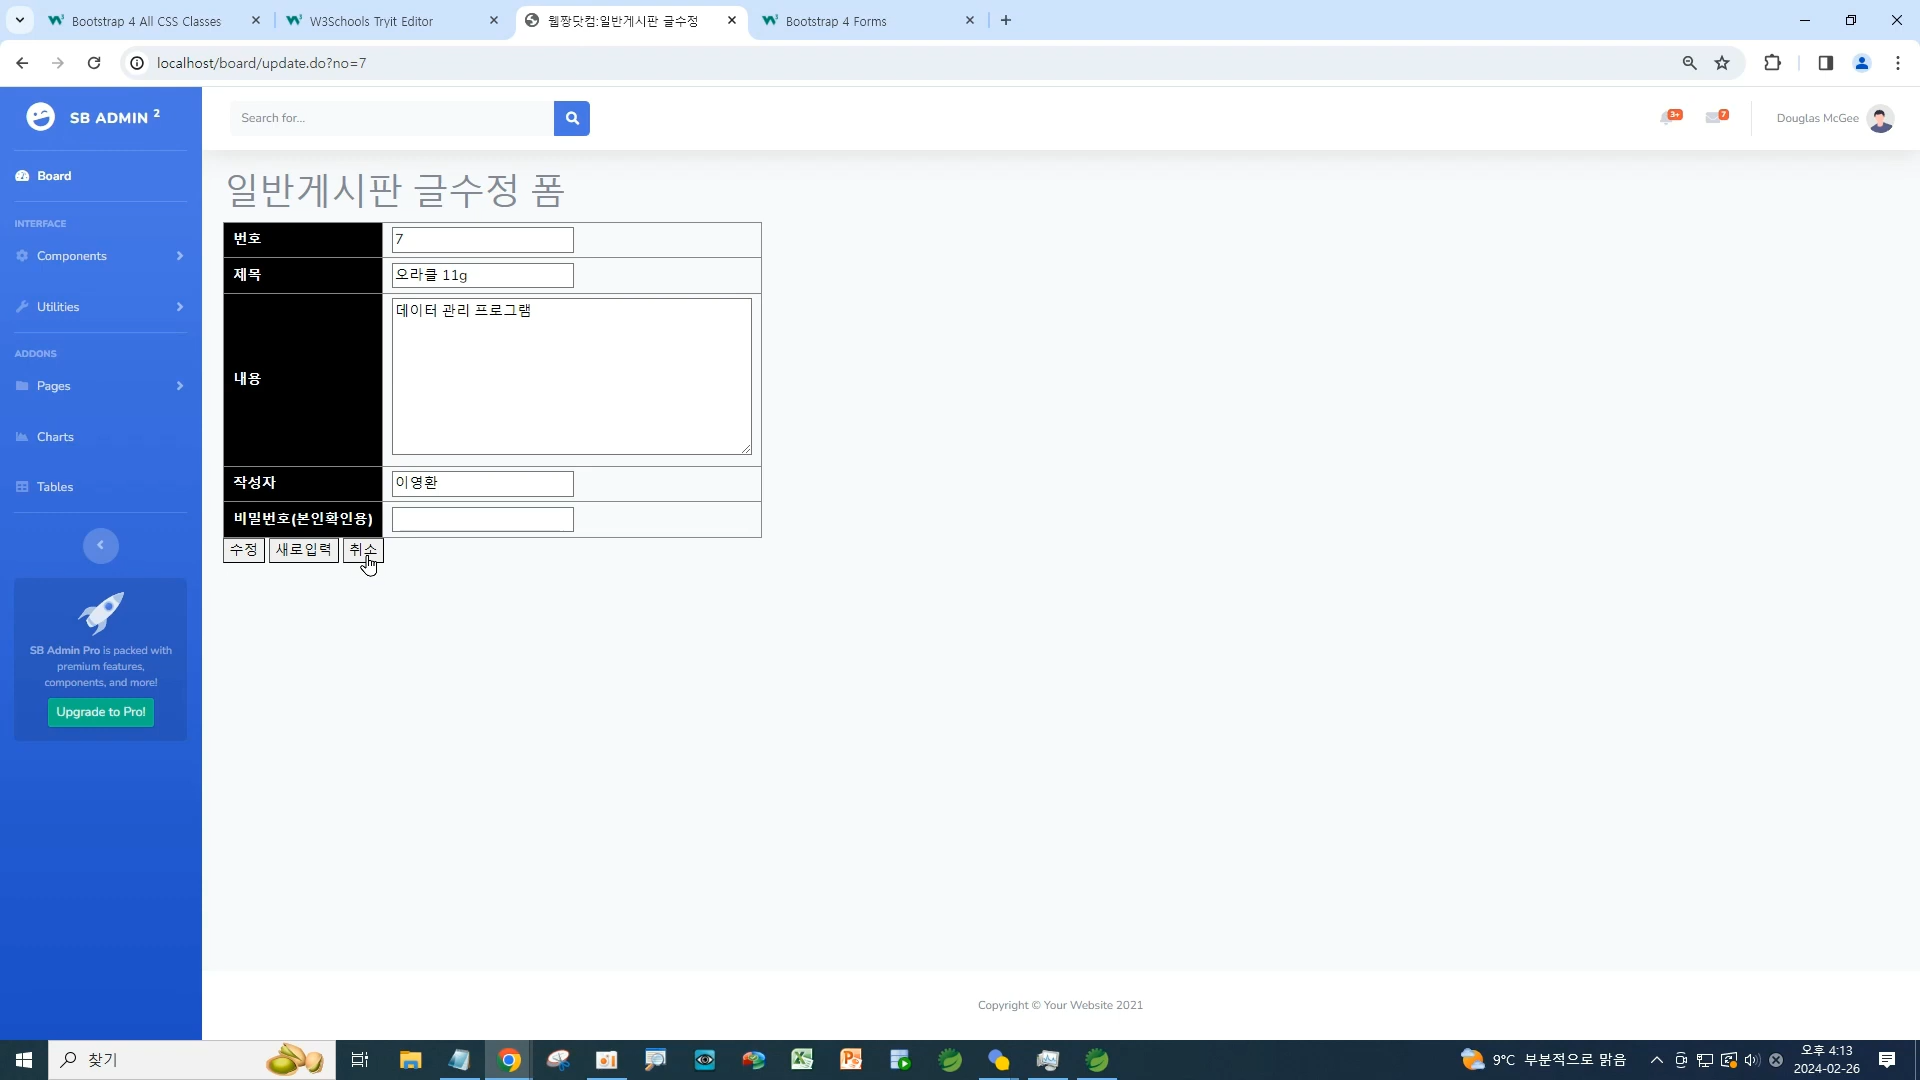 Bootstrap 4 All CSS Classes
W3Schools Tryit Editor
웹짱닷컴:일반게시판 글수정
Bootstrap 4 Forms
localhost/board/update.do?no=7
SB ADMIN 2
Search for...
3+
7
Douglas McGee
Board
INTERFACE
Components
Utilities
ADDONS
Pages
Charts
Tables
SB Admin Pro is packed with
premium features,
components, and more!
Upgrade to Pro!
일반게시판 글수정 폼
번호
7
제목
오라클 11g
내용
데이터 관리 프로그램
작성자
이영환
비밀번호(본인확인용)
수정
새로입력
취소
Copyright © Your Website 2021
찾기
9°C 부분적으로 맑음
오후 4:13
2024-02-26